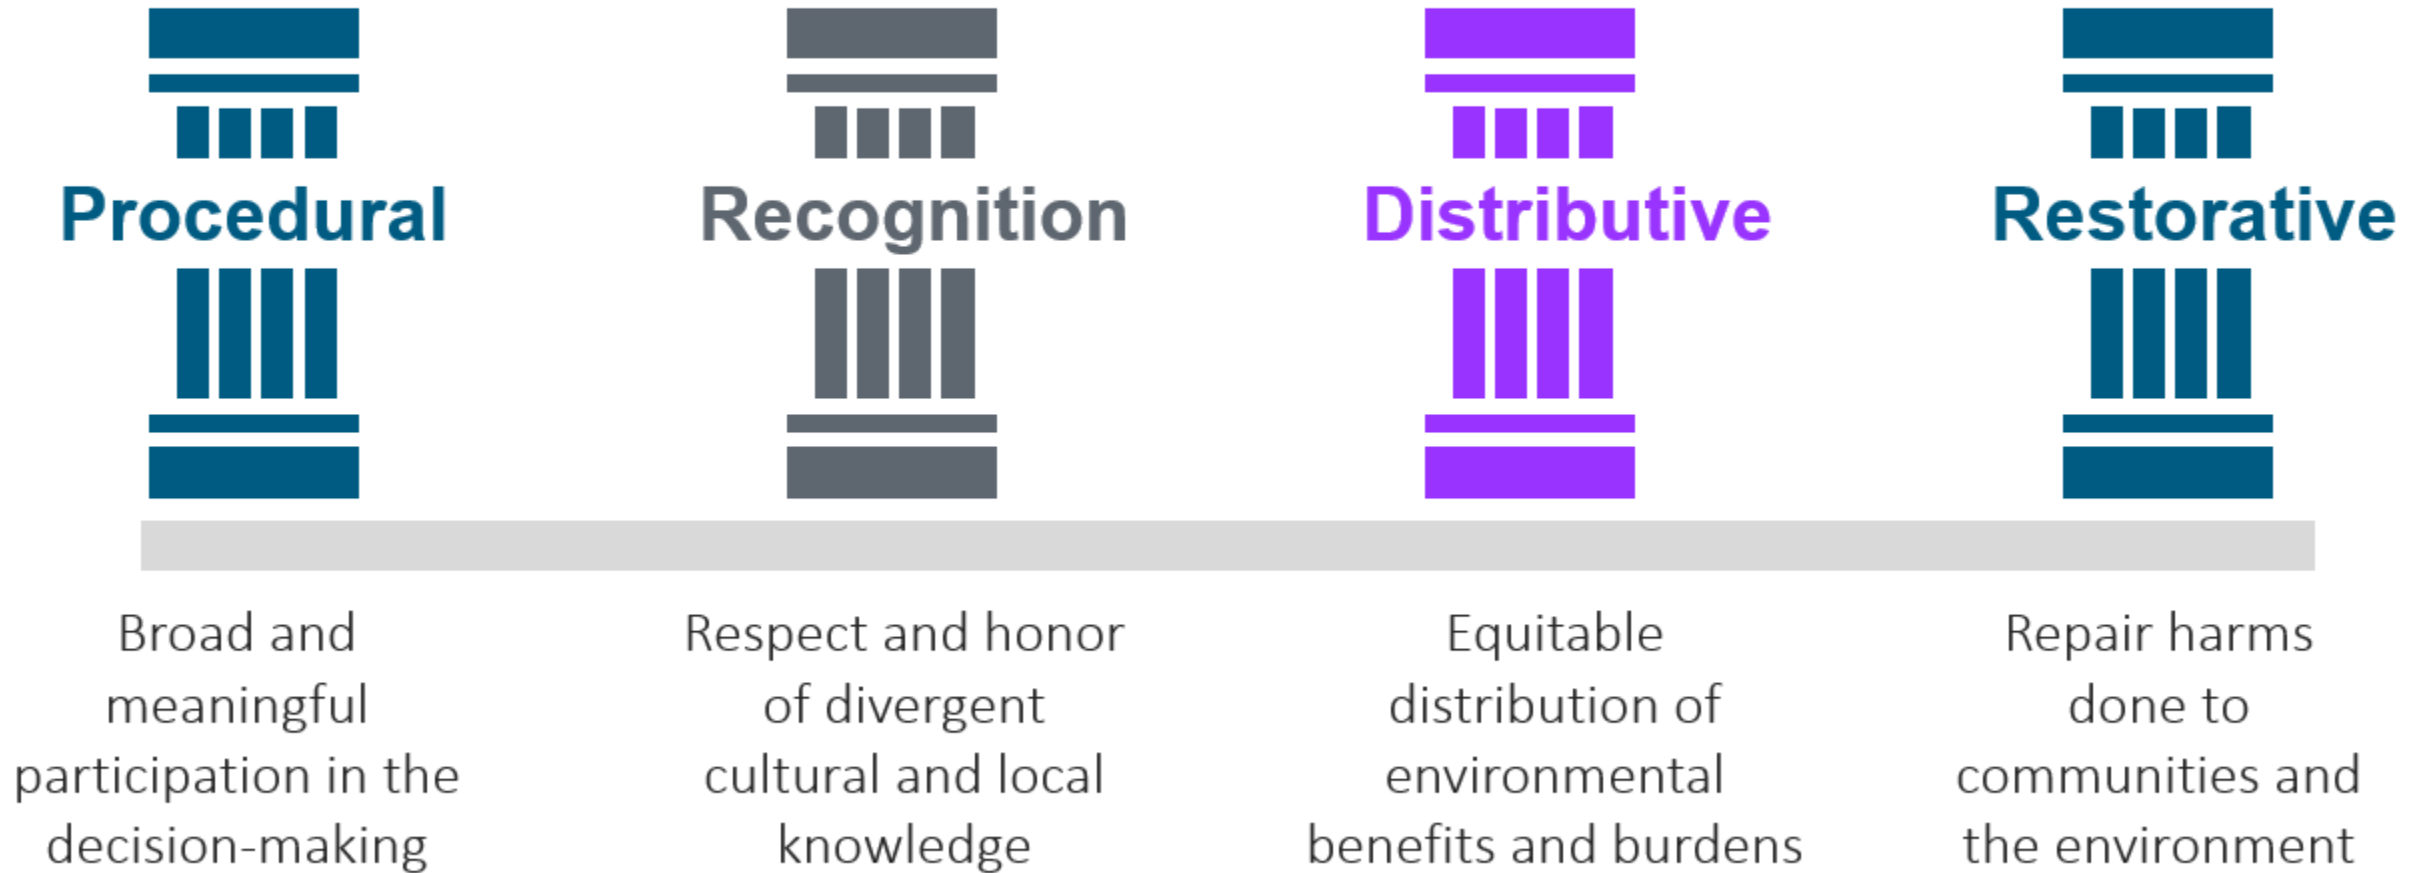 Procedural
Recognition
Distributive
Restorative
Broad and
meaningful
participation in the
decision-making
Respect and honor
of divergent
cultural and local
knowledge
Equitable
distribution of
environmental
benefits and burdens
Repair harms
done to
communities and
the environment